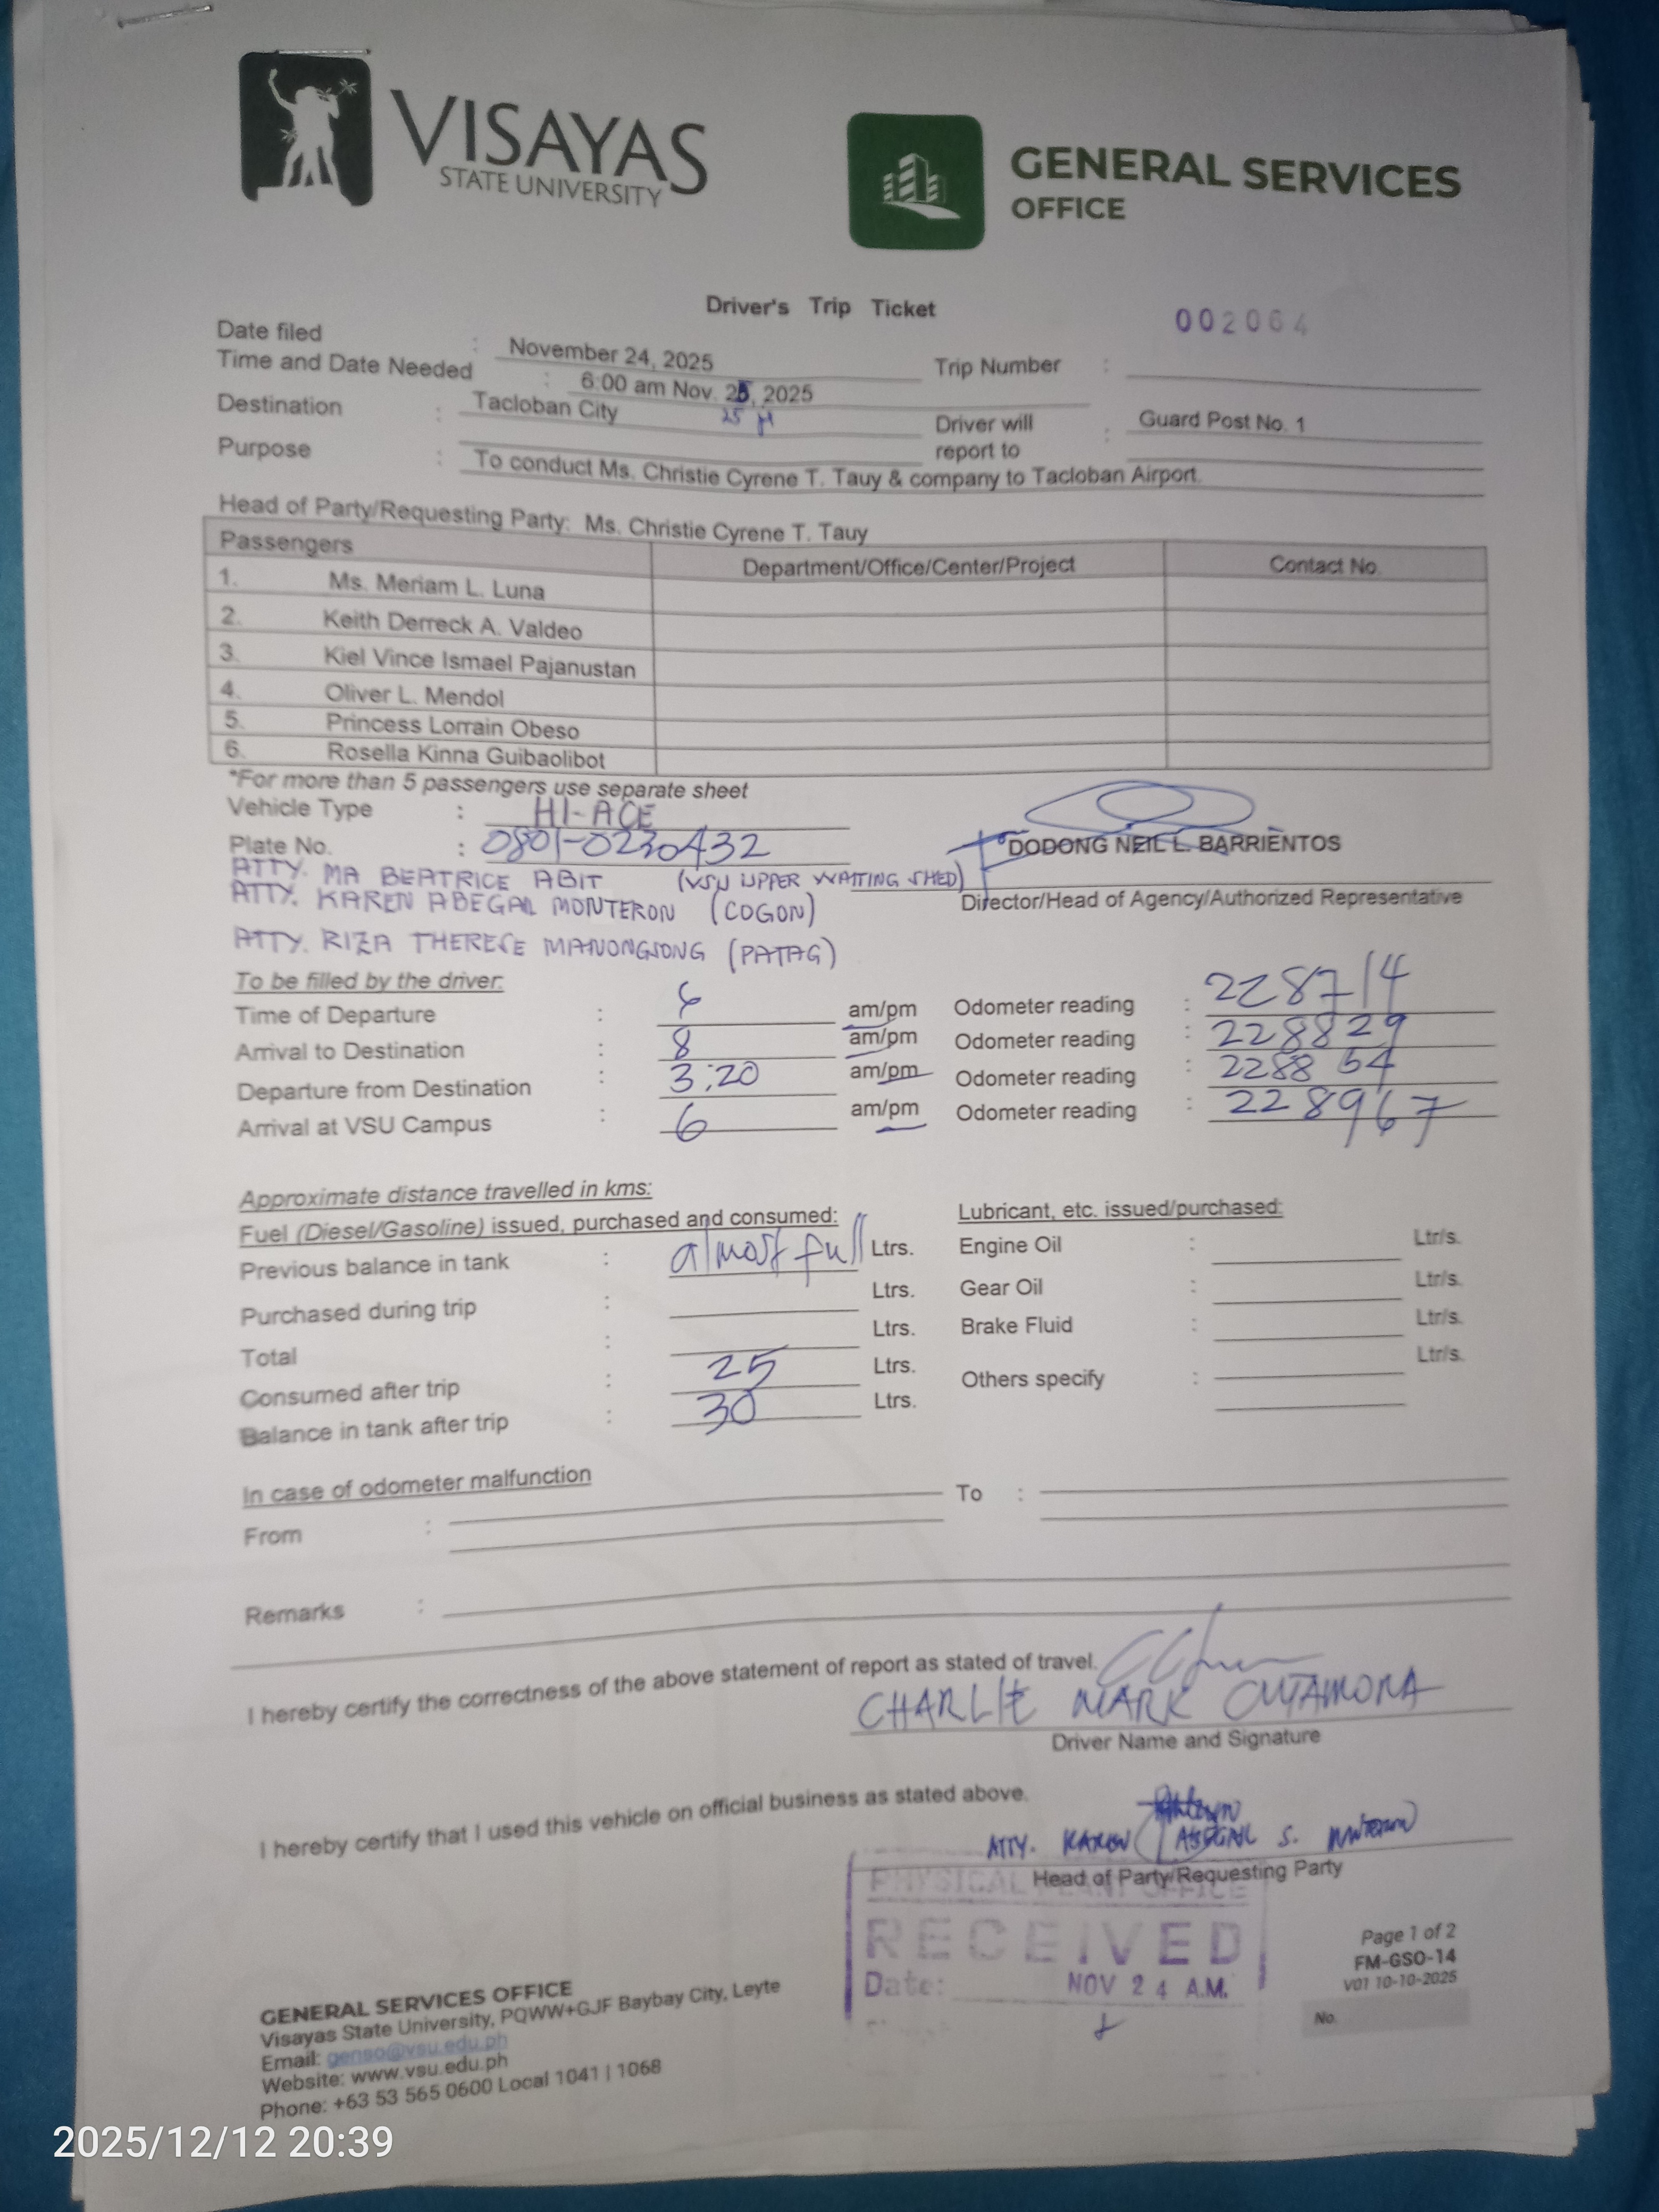 VISAYAS
STATE UNIVERSITY
GENERAL SERVICES
OFFICE
Driver's Trip Ticket
002064
Date filed : November 24, 2025
Trip Number :
Time and Date Needed : 6:00 am Nov. 25, 2025
25
Destination : Tacloban City
Driver will report to : Guard Post No. 1
Purpose : To conduct Ms. Christie Cyrene T. Tauy & company to Tacloban Airport.
Head of Party/Requesting Party: Ms. Christie Cyrene T. Tauy
Passengers Department/Office/Center/Project Contact No.
1. Ms. Meriam L. Luna
2. Keith Derreck A. Valdeo
3. Kiel Vince Ismael Pajanustan
4. Oliver L. Mendol
5. Princess Lorrain Obeso
6. Rosella Kinna Guibaolibot
*For more than 5 passengers use separate sheet
Vehicle Type : HI-ACE
Plate No. : 0801-0230432
DODONG NEIL L. BARRIENTOS
Director/Head of Agency/Authorized Representative
ATTY. MA BEATRICE ABIT (VSU UPPER WAITING SHED)
ATTY. KAREN ABEGAIL MONTERON (COGON)
ATTY. RIZA THERESE MANONGSONG (PATAG)
To be filled by the driver:
Time of Departure : 6 am/pm Odometer reading : 228714
Arrival to Destination : 8 am/pm Odometer reading : 228829
Departure from Destination : 3:20 am/pm Odometer reading : 228854
Arrival at VSU Campus : 6 am/pm Odometer reading : 228967
Approximate distance travelled in kms:
Fuel (Diesel/Gasoline) issued, purchased and consumed: Lubricant, etc. issued/purchased:
Previous balance in tank : almost full Ltrs. Engine Oil : Ltr/s.
Purchased during trip : Ltrs. Gear Oil : Ltr/s.
Total : Ltrs. Brake Fluid : Ltr/s.
Consumed after trip : 25 Ltrs. Others specify : Ltr/s.
Balance in tank after trip : 30 Ltrs.
In case of odometer malfunction
From : To :
Remarks :
I hereby certify the correctness of the above statement of report as stated of travel.
CHARLIE MARK CUTAMORA
Driver Name and Signature
I hereby certify that I used this vehicle on official business as stated above.
ATTY. KAREN ABEGAIL S. MONTERON
Head of Party/Requesting Party
PHYSICAL PLANT OFFICE
RECEIVED
Date: NOV 24 A.M.
Page 1 of 2
FM-GSO-14
V01 10-10-2025
No.
GENERAL SERVICES OFFICE
Visayas State University, PQWW+GJF Baybay City, Leyte
Email: genso@vsu.edu.ph
Website: www.vsu.edu.ph
Phone: +63 53 565 0600 Local 1041 | 1068
2025/12/12 20:39